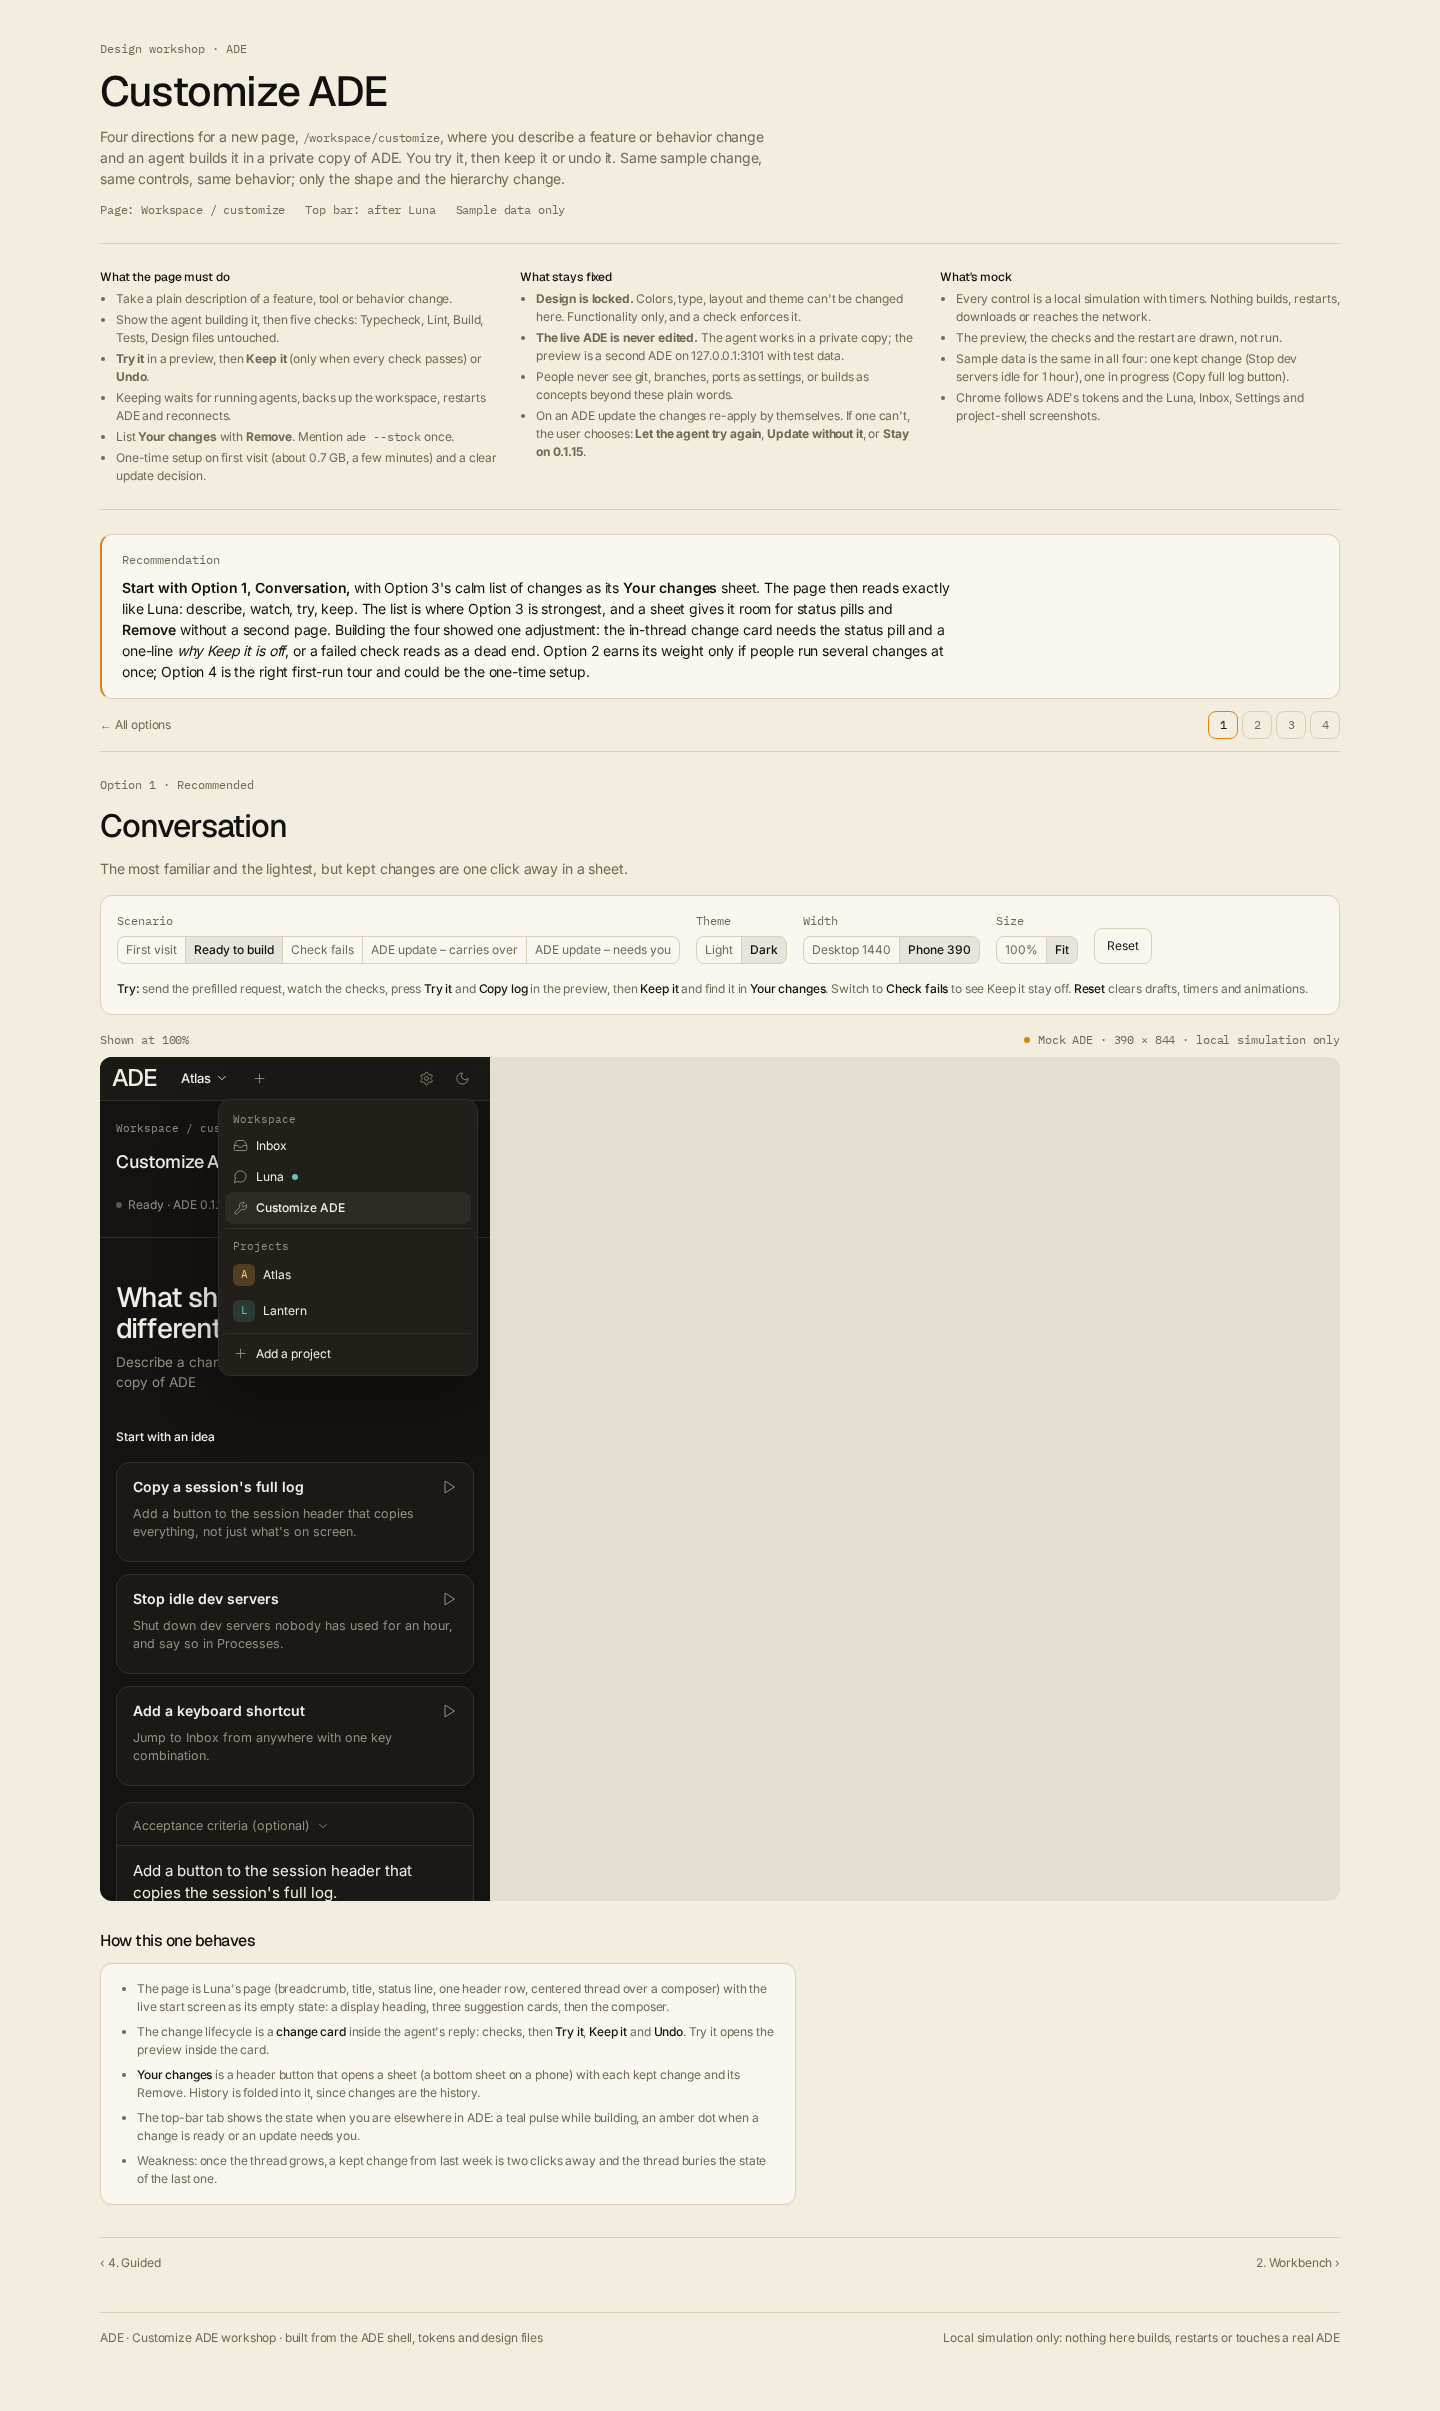 Design workshop · ADE
Customize ADE
Four directions for a new page, /workspace/customize, where you describe a feature or behavior change
and an agent builds it in a private copy of ADE. You try it, then keep it or undo it. Same sample change,
same controls, same behavior; only the shape and the hierarchy change.
Page: Workspace / customize Top bar: after Luna Sample data only
What the page must do
• Take a plain description of a feature, tool or behavior change.
• Show the agent building it, then five checks: Typecheck, Lint, Build,
Tests, Design files untouched.
• Try it in a preview, then Keep it (only when every check passes) or
Undo.
• Keeping waits for running agents, backs up the workspace, restarts
ADE and reconnects.
• List Your changes with Remove. Mention ade --stock once.
• One-time setup on first visit (about 0.7 GB, a few minutes) and a clear
update decision.
What stays fixed
• Design is locked. Colors, type, layout and theme can't be changed
here. Functionality only, and a check enforces it.
• The live ADE is never edited. The agent works in a private copy; the
preview is a second ADE on 127.0.0.1:3101 with test data.
• People never see git, branches, ports as settings, or builds as
concepts beyond these plain words.
• On an ADE update the changes re-apply by themselves. If one can't,
the user chooses: Let the agent try again, Update without it, or Stay
on 0.1.15.
What's mock
• Every control is a local simulation with timers. Nothing builds, restarts,
downloads or reaches the network.
• The preview, the checks and the restart are drawn, not run.
• Sample data is the same in all four: one kept change (Stop dev
servers idle for 1 hour), one in progress (Copy full log button).
• Chrome follows ADE's tokens and the Luna, Inbox, Settings and
project-shell screenshots.
Recommendation
Start with Option 1, Conversation, with Option 3's calm list of changes as its Your changes sheet. The page then reads exactly
like Luna: describe, watch, try, keep. The list is where Option 3 is strongest, and a sheet gives it room for status pills and
Remove without a second page. Building the four showed one adjustment: the in-thread change card needs the status pill and a
one-line why Keep it is off, or a failed check reads as a dead end. Option 2 earns its weight only if people run several changes at
once; Option 4 is the right first-run tour and could be the one-time setup.
← All options
1 2 3 4
Option 1 · Recommended
Conversation
The most familiar and the lightest, but kept changes are one click away in a sheet.
Scenario Theme Width Size
First visit Ready to build Check fails ADE update – carries over ADE update – needs you Light Dark Desktop 1440 Phone 390 100% Fit Reset
Try: send the prefilled request, watch the checks, press Try it and Copy log in the preview, then Keep it and find it in Your changes. Switch to Check fails to see Keep it stay off. Reset clears drafts, timers and animations.
Shown at 100%
Mock ADE · 390 × 844 · local simulation only
ADE Atlas
Workspace / cus
Customize A
Ready · ADE 0.1.
Workspace
Inbox
Luna
Customize ADE
Projects
A Atlas
L Lantern
Add a project
What sh
different
Describe a char
copy of ADE
Start with an idea
Copy a session's full log
Add a button to the session header that copies
everything, not just what's on screen.
Stop idle dev servers
Shut down dev servers nobody has used for an hour,
and say so in Processes.
Add a keyboard shortcut
Jump to Inbox from anywhere with one key
combination.
Acceptance criteria (optional)
Add a button to the session header that
copies the session's full log.
How this one behaves
• The page is Luna's page (breadcrumb, title, status line, one header row, centered thread over a composer) with the
live start screen as its empty state: a display heading, three suggestion cards, then the composer.
• The change lifecycle is a change card inside the agent's reply: checks, then Try it, Keep it and Undo. Try it opens the
preview inside the card.
• Your changes is a header button that opens a sheet (a bottom sheet on a phone) with each kept change and its
Remove. History is folded into it, since changes are the history.
• The top-bar tab shows the state when you are elsewhere in ADE: a teal pulse while building, an amber dot when a
change is ready or an update needs you.
• Weakness: once the thread grows, a kept change from last week is two clicks away and the thread buries the state
of the last one.
‹ 4. Guided
2. Workbench ›
ADE · Customize ADE workshop · built from the ADE shell, tokens and design files
Local simulation only: nothing here builds, restarts or touches a real ADE